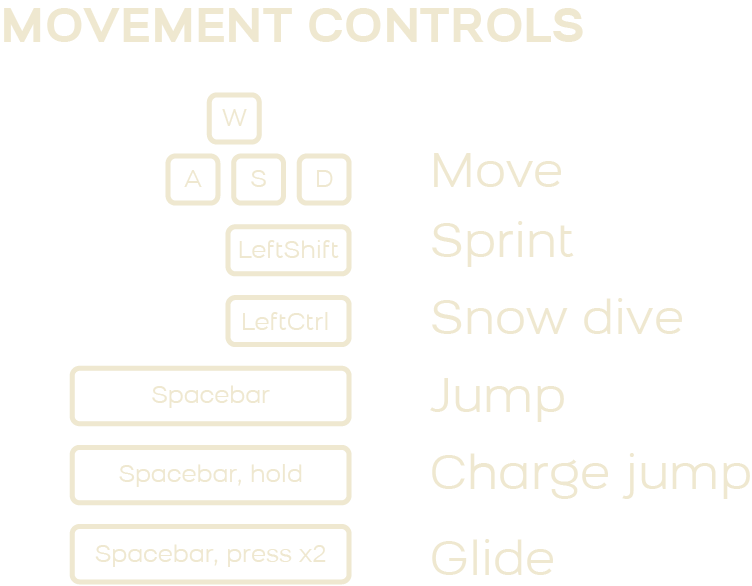 MOVEMENT CONTROLS
W
A S D Move
LeftShift Sprint
LeftCtrl Snow dive
Spacebar Jump
Spacebar, hold Charge jump
Spacebar, press x2 Glide